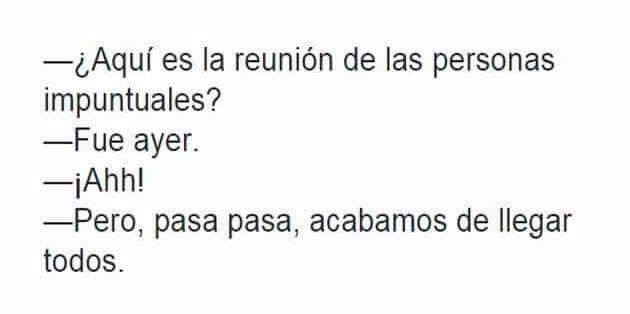 —¿Aquí es la reunión de las personas
impuntuales?
—Fue ayer.
—¡Ahh!
—Pero, pasa pasa, acabamos de llegar
todos.